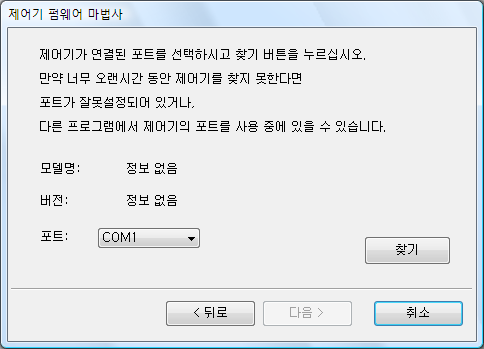 제어기 펌웨어 마법사
제어기가 연결된 포트를 선택하시고 찾기 버튼을 누르십시오.
만약 너무 오랜시간 동안 제어기를 찾지 못한다면
포트가 잘못설정되어 있거나,
다른 프로그램에서 제어기의 포트를 사용 중에 있을 수 있습니다.
모델명: 정보 없음
버전: 정보 없음
포트: COM1
찾기
< 뒤로 다음 > 취소